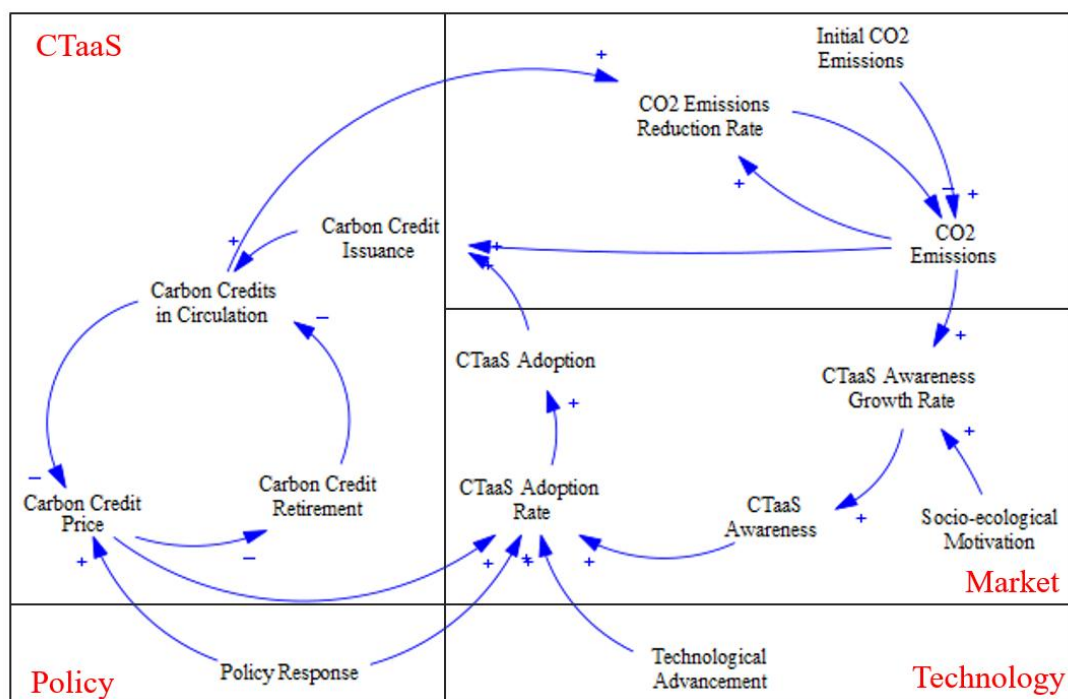 CTaaS
Initial CO2
Emissions
+
CO2 Emissions
Reduction Rate
+
–
+
+
Carbon Credit
Issuance
+
+
CO2
Emissions
+
Carbon Credits
in Circulation
–
+
CTaaS Adoption
CTaaS Awareness
Growth Rate
+
+
–
Carbon Credit
Price
Carbon Credit
Retirement
CTaaS Adoption
Rate
CTaaS
Awareness
+
Socio-ecological
Motivation
+
–
+
+
+
+
Market
Policy Response
Technological
Advancement
Policy
Technology